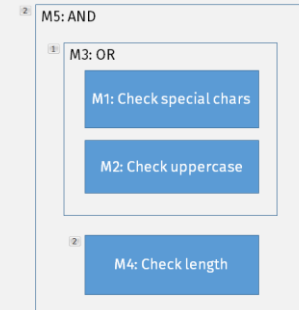 2
M5: AND
1
M3: OR
M1: Check special chars
M2: Check uppercase
2
M4: Check length